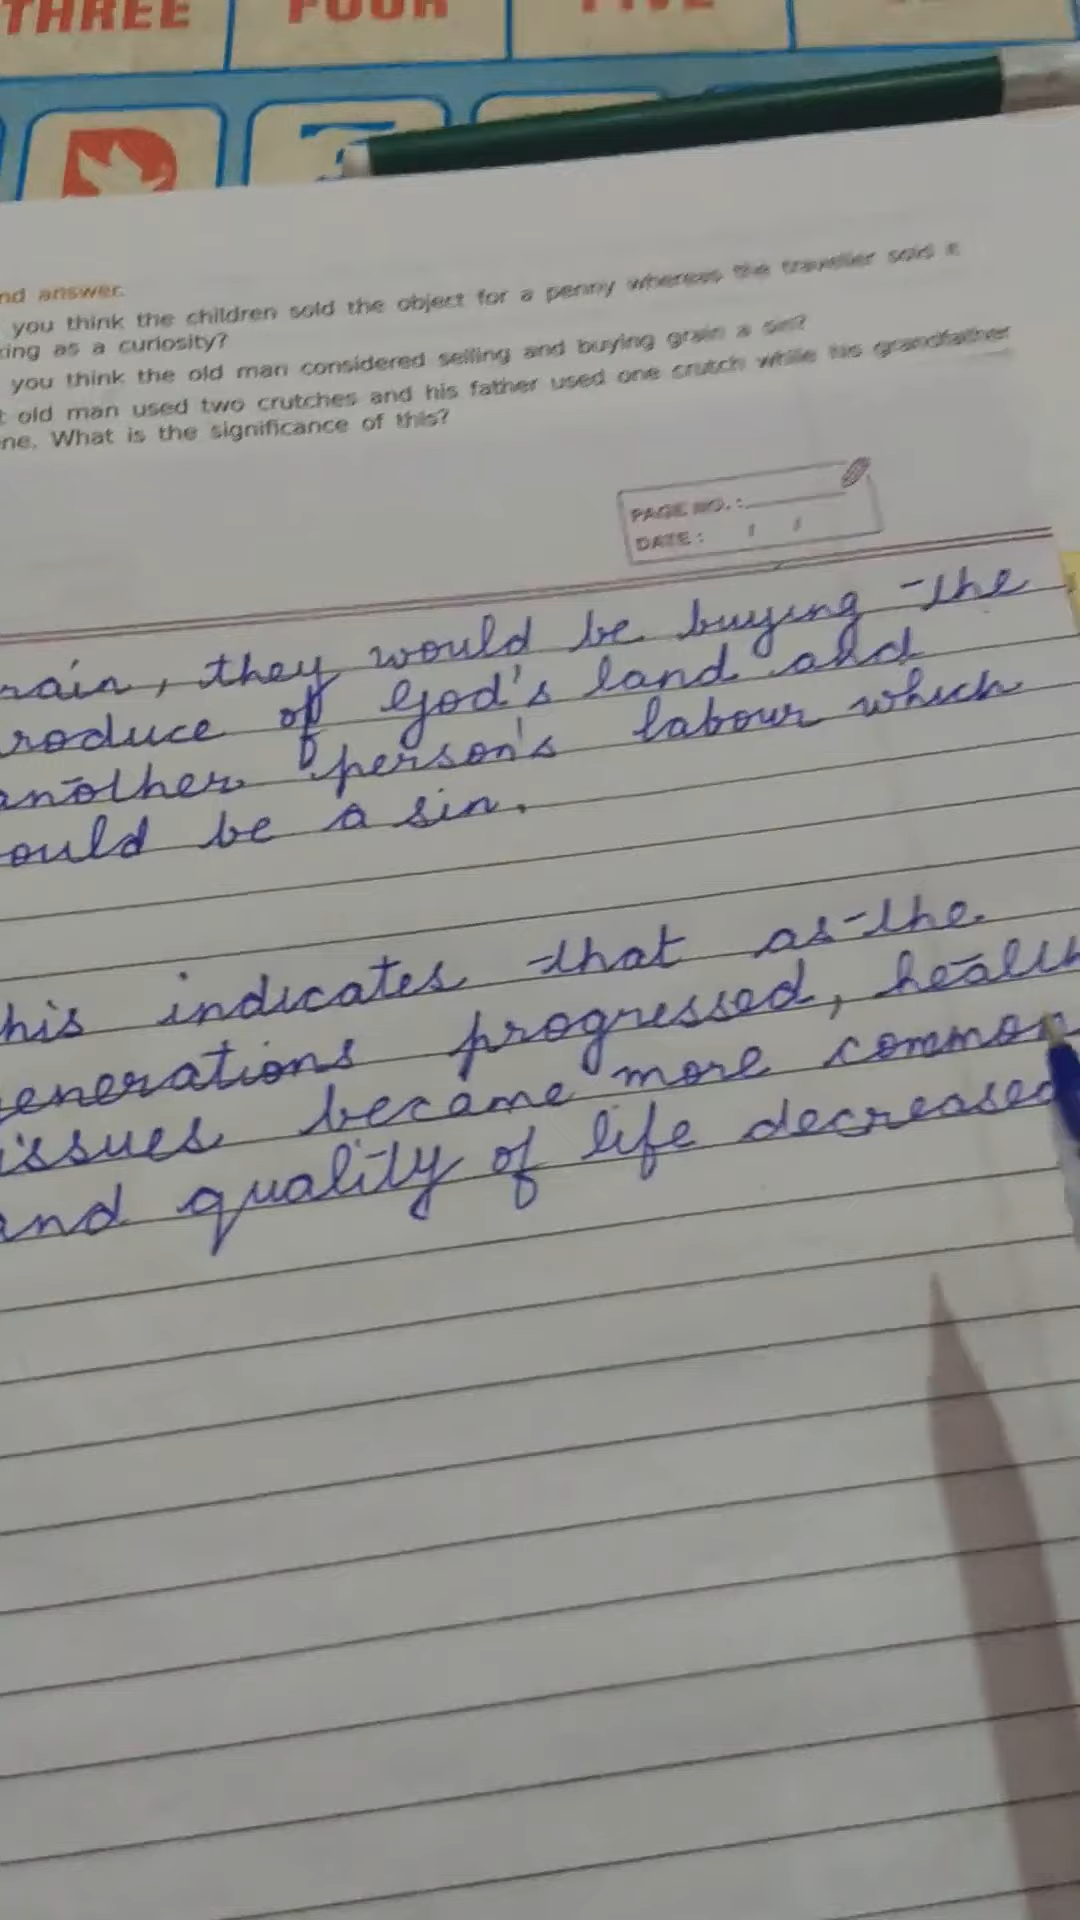 THREE FOUR FIVE
nd answer.
you think the children sold the object for a penny whereas the traveller sold it
king as a curiosity?
you think the old man considered selling and buying grain a sin?
t old man used two crutches and his father used one crutch while his grandfather
ne. What is the significance of this?
PAGE NO. :
DATE : / /
rain, they would be buying the
roduce of God's land and
another person's labour which
ould be a sin.
his indicates that as the
enerations progressed, health
issues became more common
and quality of life decreased